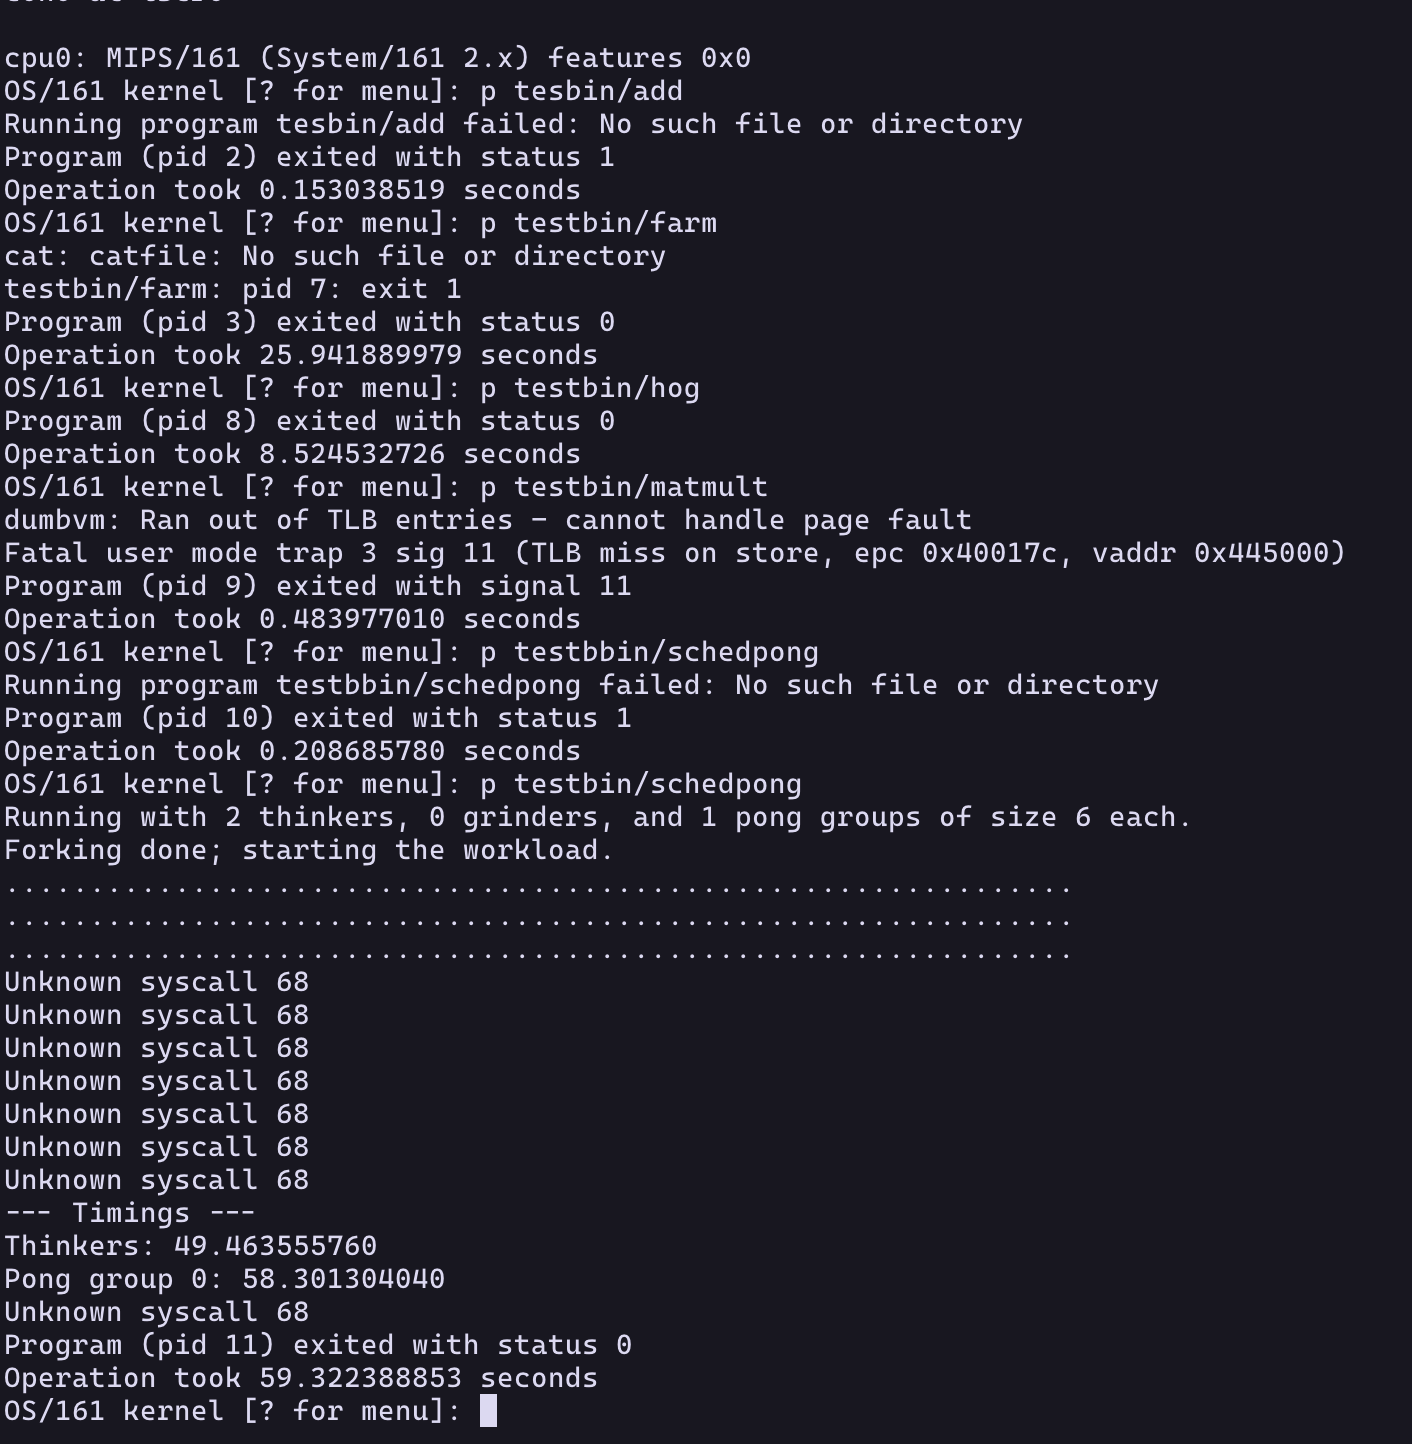 cpu0: MIPS/161 (System/161 2.x) features 0x0
OS/161 kernel [? for menu]: p tesbin/add
Running program tesbin/add failed: No such file or directory
Program (pid 2) exited with status 1
Operation took 0.153038519 seconds
OS/161 kernel [? for menu]: p testbin/farm
cat: catfile: No such file or directory
testbin/farm: pid 7: exit 1
Program (pid 3) exited with status 0
Operation took 25.941889979 seconds
OS/161 kernel [? for menu]: p testbin/hog
Program (pid 8) exited with status 0
Operation took 8.524532726 seconds
OS/161 kernel [? for menu]: p testbin/matmult
dumbvm: Ran out of TLB entries - cannot handle page fault
Fatal user mode trap 3 sig 11 (TLB miss on store, epc 0x40017c, vaddr 0x445000)
Program (pid 9) exited with signal 11
Operation took 0.483977010 seconds
OS/161 kernel [? for menu]: p testbbin/schedpong
Running program testbbin/schedpong failed: No such file or directory
Program (pid 10) exited with status 1
Operation took 0.208685780 seconds
OS/161 kernel [? for menu]: p testbin/schedpong
Running with 2 thinkers, 0 grinders, and 1 pong groups of size 6 each.
Forking done; starting the workload.
...............................................................
...............................................................
...............................................................
Unknown syscall 68
Unknown syscall 68
Unknown syscall 68
Unknown syscall 68
Unknown syscall 68
Unknown syscall 68
Unknown syscall 68
--- Timings ---
Thinkers: 49.463555760
Pong group 0: 58.301304040
Unknown syscall 68
Program (pid 11) exited with status 0
Operation took 59.322388853 seconds
OS/161 kernel [? for menu]: